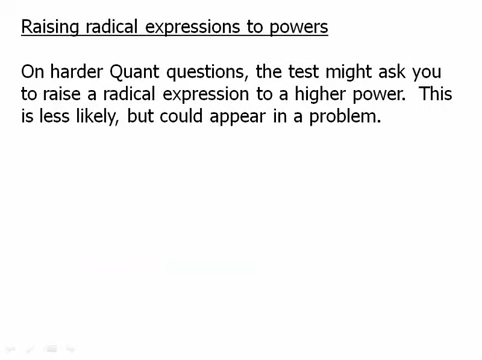 Raising radical expressions to powers
On harder Quant questions, the test might ask you
to raise a radical expression to a higher power.  This
is less likely, but could appear in a problem.